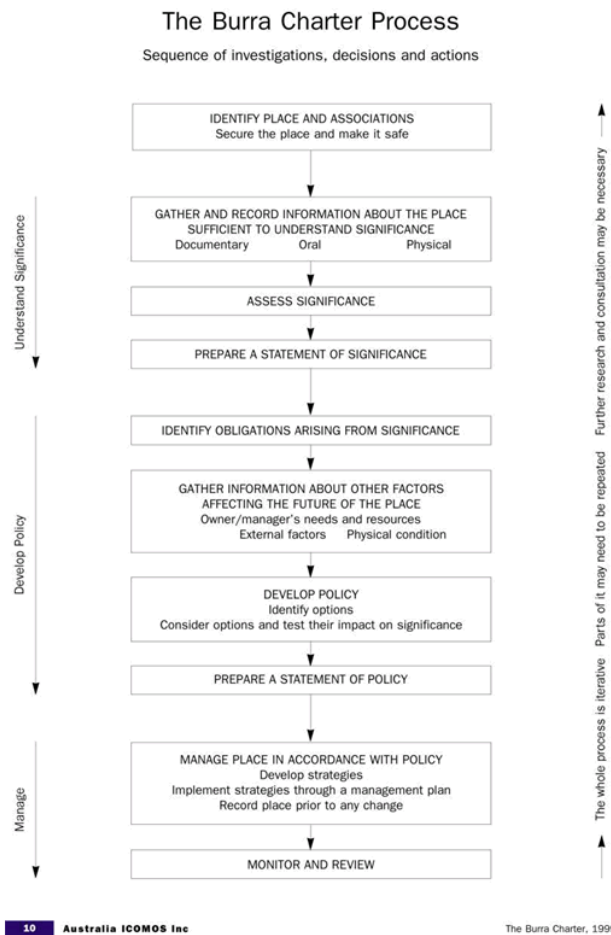 The Burra Charter Process
Sequence of investigations, decisions and actions
IDENTIFY PLACE AND ASSOCIATIONS
Secure the place and make it safe
Understand Significance
GATHER AND RECORD INFORMATION ABOUT THE PLACE
SUFFICIENT TO UNDERSTAND SIGNIFICANCE
Documentary Oral Physical
ASSESS SIGNIFICANCE
PREPARE A STATEMENT OF SIGNIFICANCE
Develop Policy
IDENTIFY OBLIGATIONS ARISING FROM SIGNIFICANCE
GATHER INFORMATION ABOUT OTHER FACTORS
AFFECTING THE FUTURE OF THE PLACE
Owner/manager's needs and resources
External factors Physical condition
DEVELOP POLICY
Identify options
Consider options and test their impact on significance
PREPARE A STATEMENT OF POLICY
Manage
MANAGE PLACE IN ACCORDANCE WITH POLICY
Develop strategies
Implement strategies through a management plan
Record place prior to any change
MONITOR AND REVIEW
The whole process is iterative Parts of it may need to be repeated Further research and consultation may be necessary
10 Australia ICOMOS Inc
The Burra Charter, 199